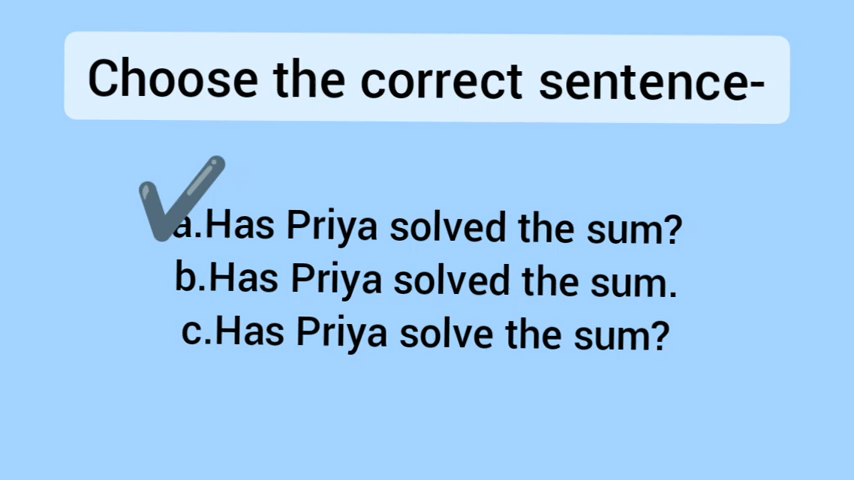 Choose the correct sentence-
a.Has Priya solved the sum?
b.Has Priya solved the sum.
c.Has Priya solve the sum?